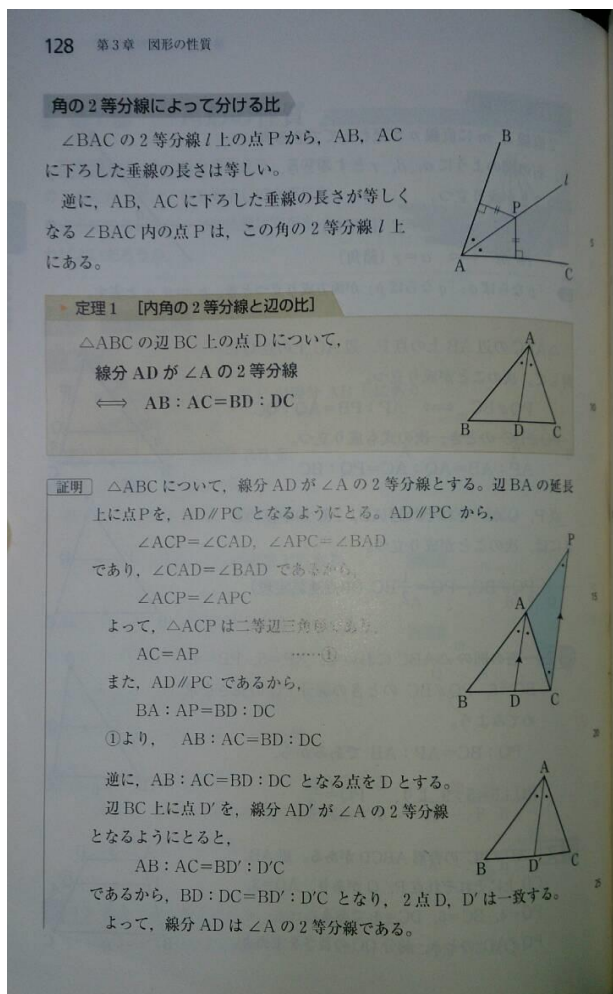 128 第3章 図形の性質
角の2等分線によって分ける比
∠BACの2等分線l上の点Pから，AB，AC
に下ろした垂線の長さは等しい。
逆に，AB，ACに下ろした垂線の長さが等しく
なる∠BAC内の点Pは，この角の2等分線l上
にある。
B
l
P
A
C
定理1 ［内角の2等分線と辺の比］
△ABCの辺BC上の点Dについて，
線分ADが∠Aの2等分線
⟺ AB：AC=BD：DC
A
B D C
証明 △ABCについて，線分ADが∠Aの2等分線とする。辺BAの延長
上に点Pを，AD∥PCとなるようにとる。AD∥PCから，
∠ACP=∠CAD，∠APC=∠BAD
であり，∠CAD=∠BADであるから，
∠ACP=∠APC
よって，△ACPは二等辺三角形であり，
AC=AP ……①
また，AD∥PCであるから，
BA：AP=BD：DC
①より， AB：AC=BD：DC
P
A
B D C
逆に，AB：AC=BD：DCとなる点をDとする。
辺BC上に点D′を，線分AD′が∠Aの2等分線
となるようにとると，
AB：AC=BD′：D′C
であるから，BD：DC=BD′：D′Cとなり，2点D，D′は一致する。
よって，線分ADは∠Aの2等分線である。
A
B D′ C
5
10
15
20
25